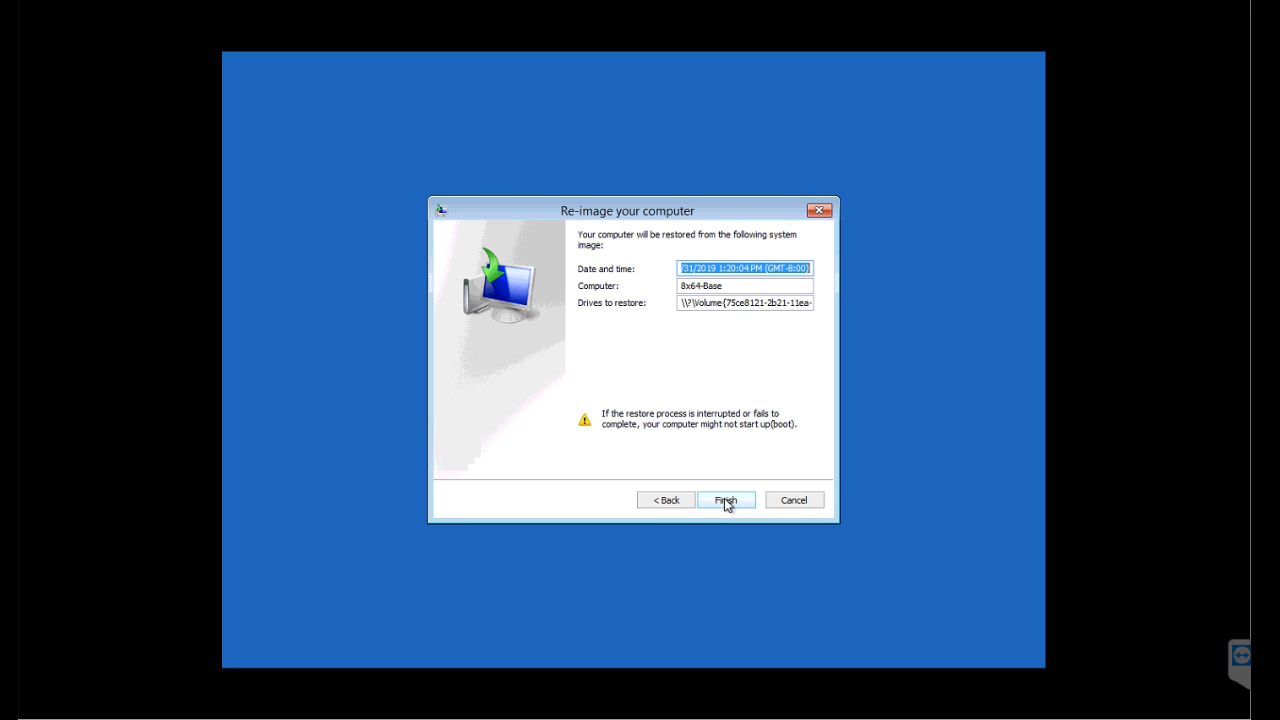 Re-image your computer
Your computer will be restored from the following system
image:
Date and time: /31/2019 1:20:04 PM (GMT-8:00)
Computer: 8x64-Base
Drives to restore: \\?\Volume{75ce8121-2b21-11ea-
If the restore process is interrupted or fails to
complete, your computer might not start up(boot).
< Back Finish Cancel